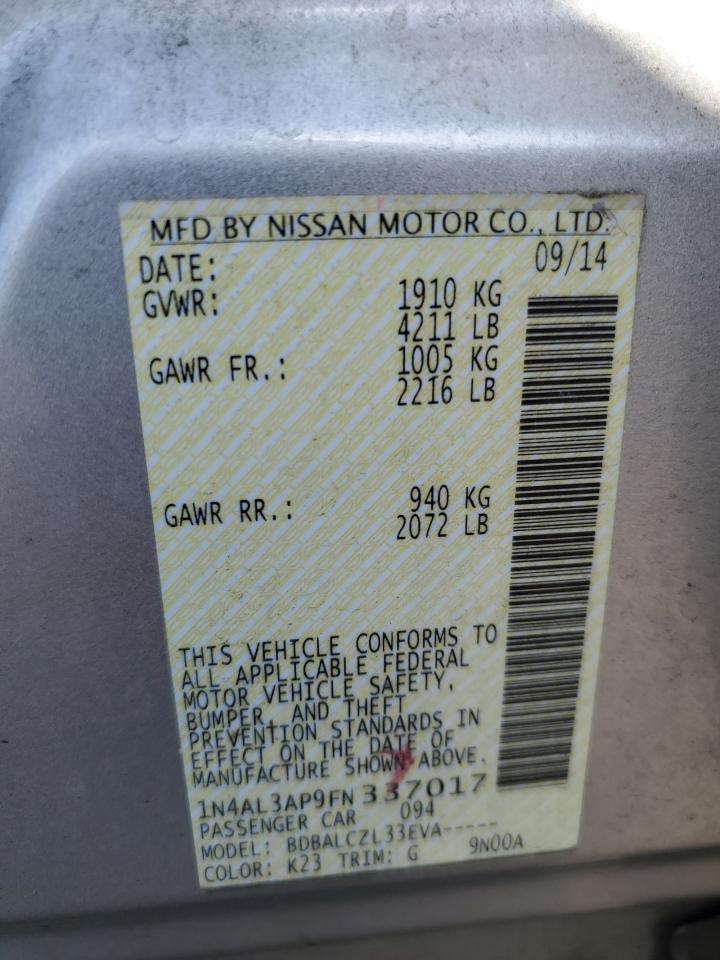 MFD BY NISSAN MOTOR CO., LTD.
DATE: 09/14
GVWR: 1910 KG
4211 LB
GAWR FR.: 1005 KG
2216 LB
GAWR RR.: 940 KG
2072 LB
THIS VEHICLE CONFORMS TO
ALL APPLICABLE FEDERAL
MOTOR VEHICLE SAFETY,
BUMPER, AND THEFT
PREVENTION STANDARDS IN
EFFECT ON THE DATE OF
MANUFACTURE SHOWN ABOVE.
1N4AL3AP9FN337017
PASSENGER CAR 094
MODEL: BDBALCZL33EVA-----
COLOR: K23 TRIM: G 9N00A